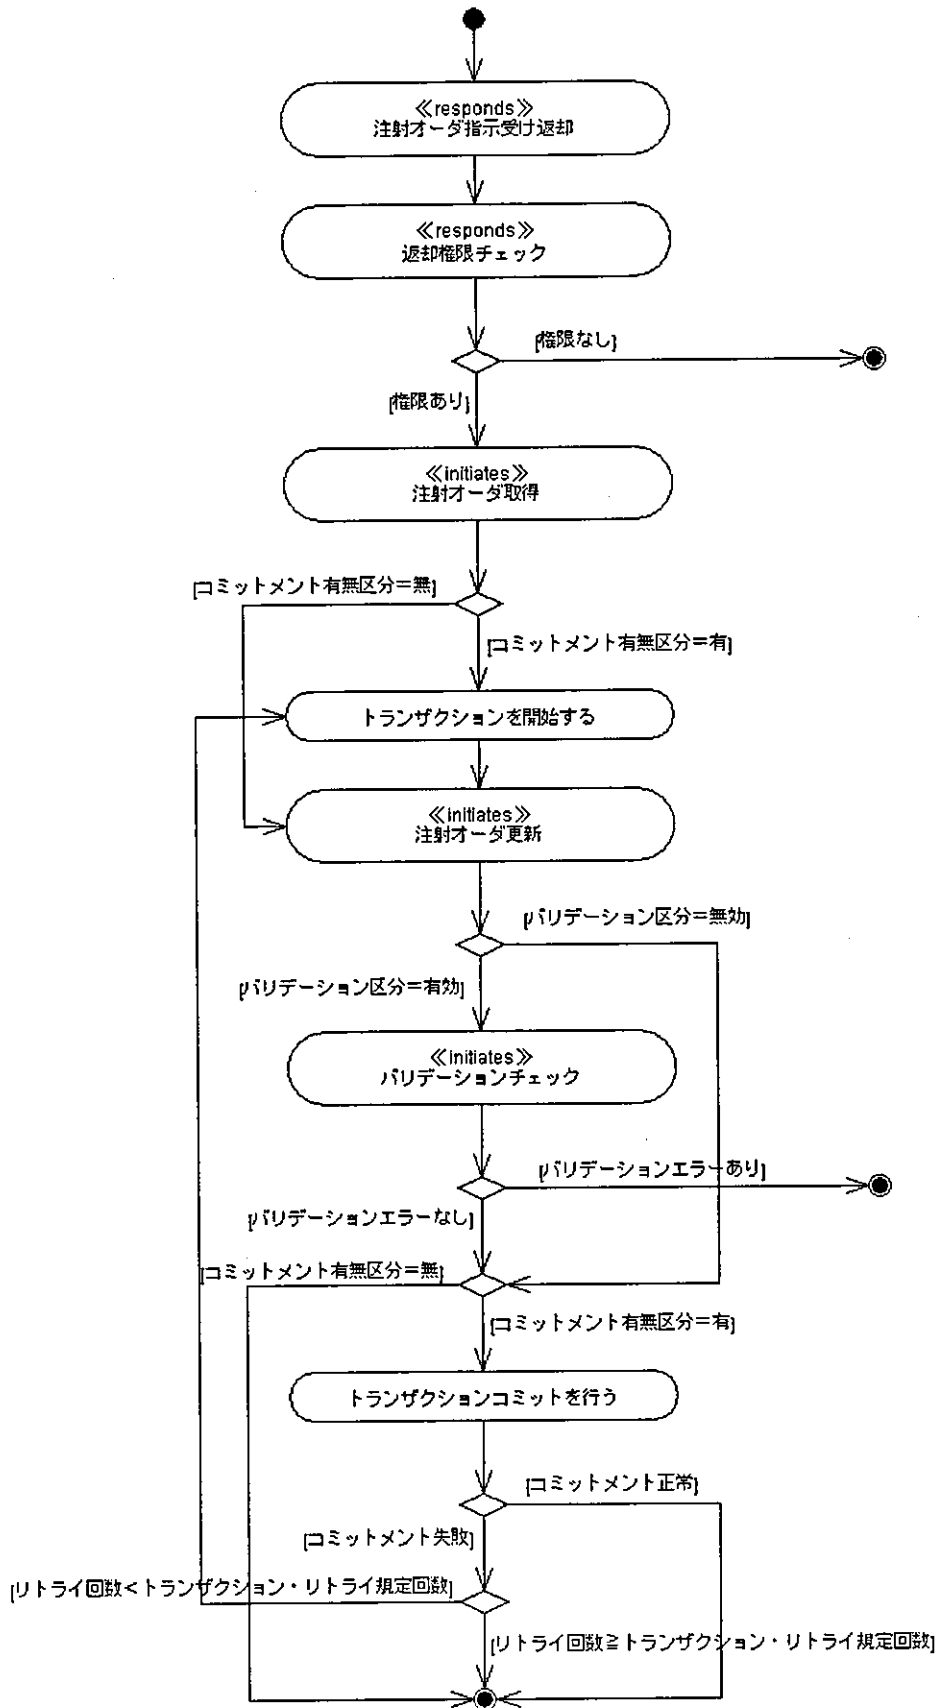 ≪responds≫
注射オーダ指示受け返却
≪responds≫
返却権限チェック
[権限なし]
[権限あり]
≪initiates≫
注射オーダ取得
[コミットメント有無区分＝無]
[コミットメント有無区分＝有]
トランザクションを開始する
≪initiates≫
注射オーダ更新
[バリデーション区分＝無効]
[バリデーション区分＝有効]
≪initiates≫
バリデーションチェック
[バリデーションエラーあり]
[バリデーションエラーなし]
[コミットメント有無区分＝無]
[コミットメント有無区分＝有]
トランザクションコミットを行う
[コミットメント正常]
[コミットメント失敗]
[リトライ回数＜トランザクション・リトライ規定回数]
[リトライ回数≧トランザクション・リトライ規定回数]